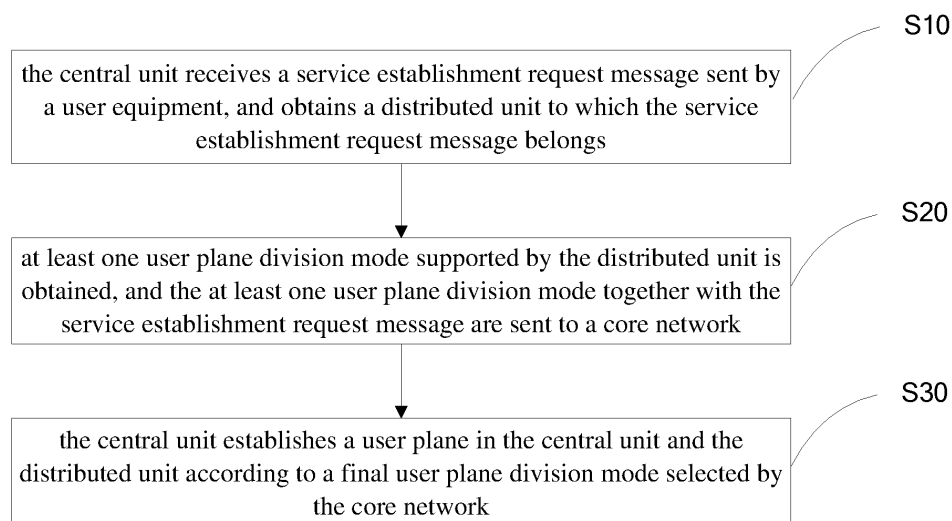 S10
the central unit receives a service establishment request message sent by
a user equipment, and obtains a distributed unit to which the service
establishment request message belongs
S20
at least one user plane division mode supported by the distributed unit is
obtained, and the at least one user plane division mode together with the
service establishment request message are sent to a core network
S30
the central unit establishes a user plane in the central unit and the
distributed unit according to a final user plane division mode selected by
the core network